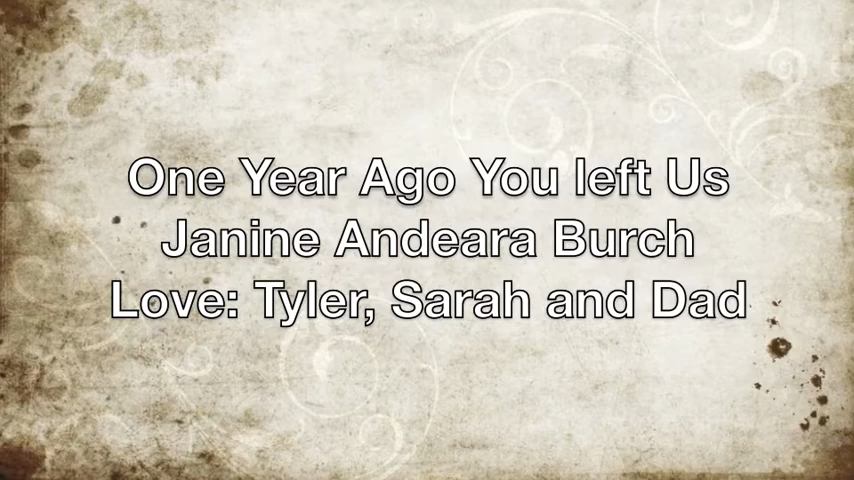 One Year Ago You left Us
Janine Andeara Burch
Love: Tyler, Sarah and Dad